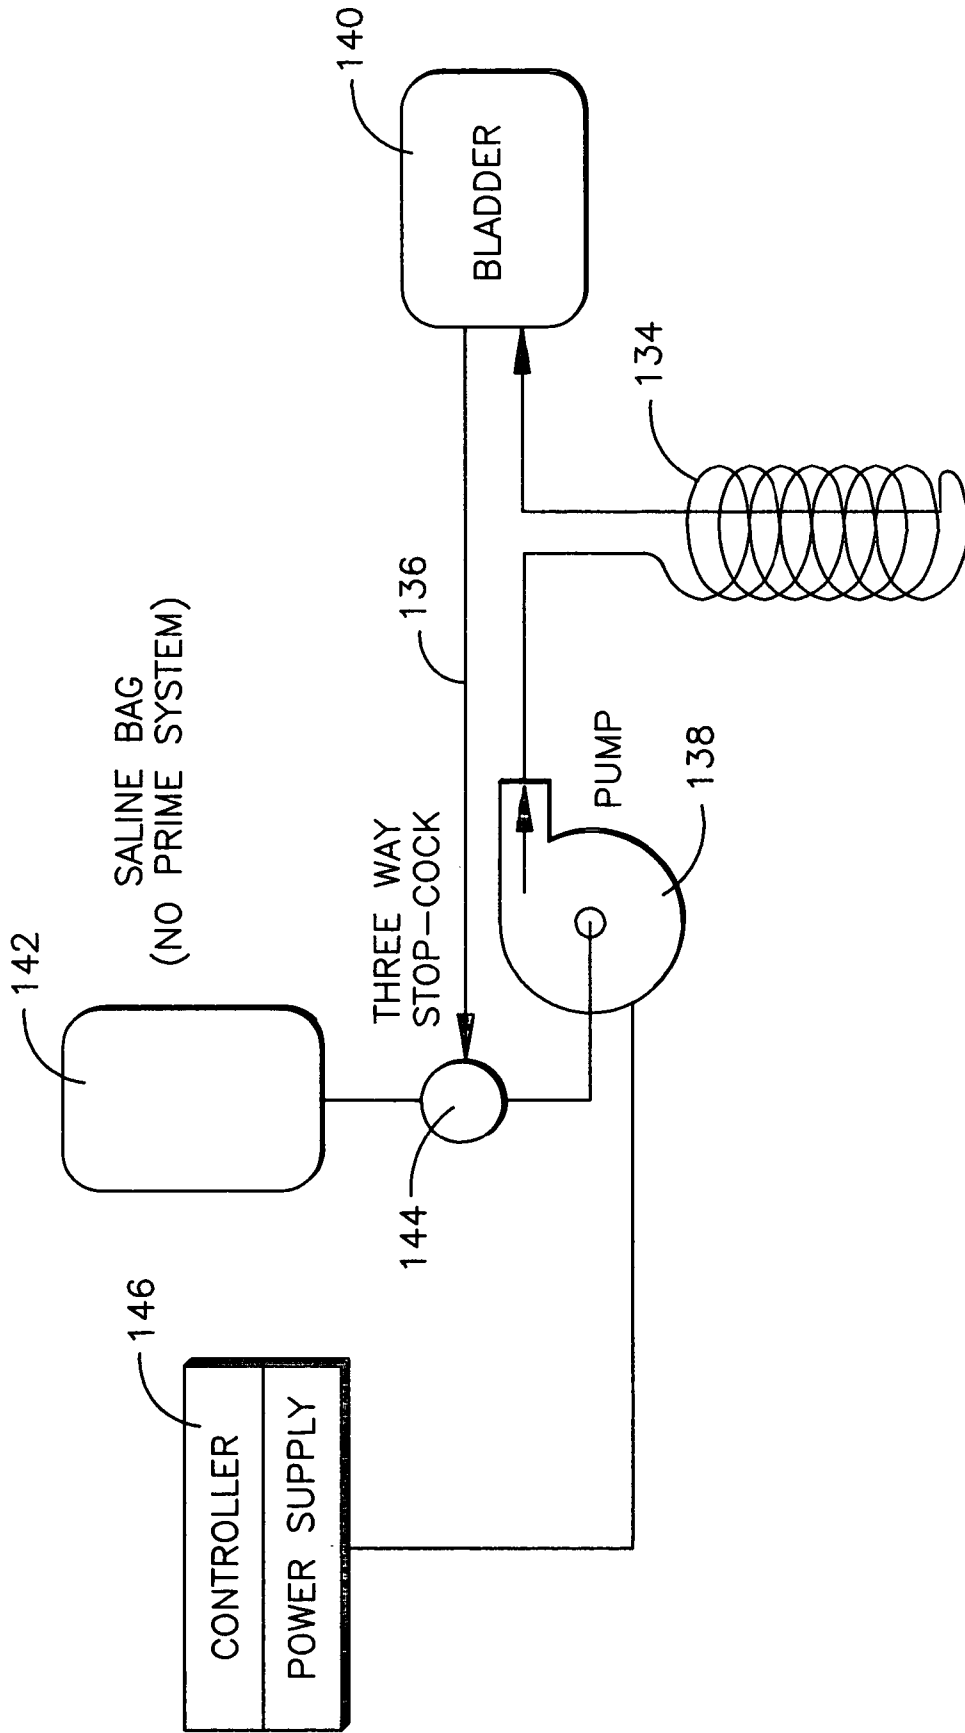 142
SALINE BAG
(NO PRIME SYSTEM)
146
CONTROLLER
POWER SUPPLY
144
THREE WAY
STOP-COCK
136
140
BLADDER
PUMP
138
134